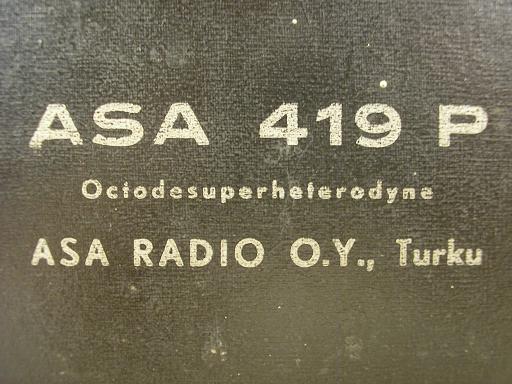 ASA 419 P
Octodesuperheterodyne
ASA RADIO O.Y., Turku